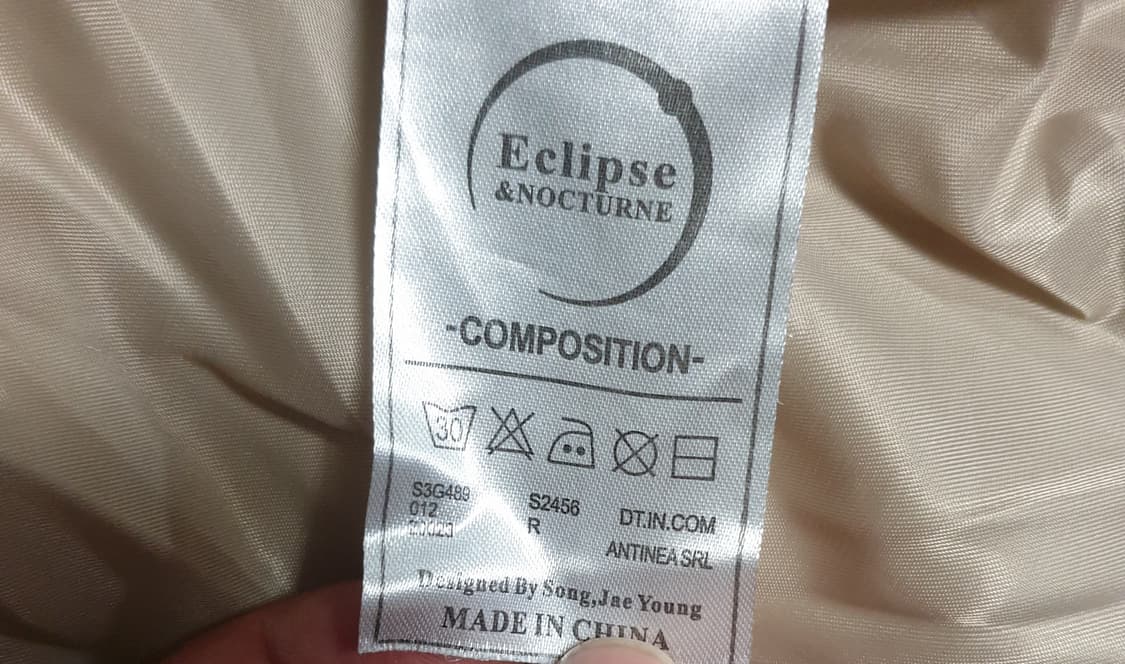 Eclipse
&NOCTURNE
-COMPOSITION-
30
S3G489 S2456 DT.IN.COM
012 R
ANTINEA SRL
Designed By Song,Jae Young
MADE IN CHINA